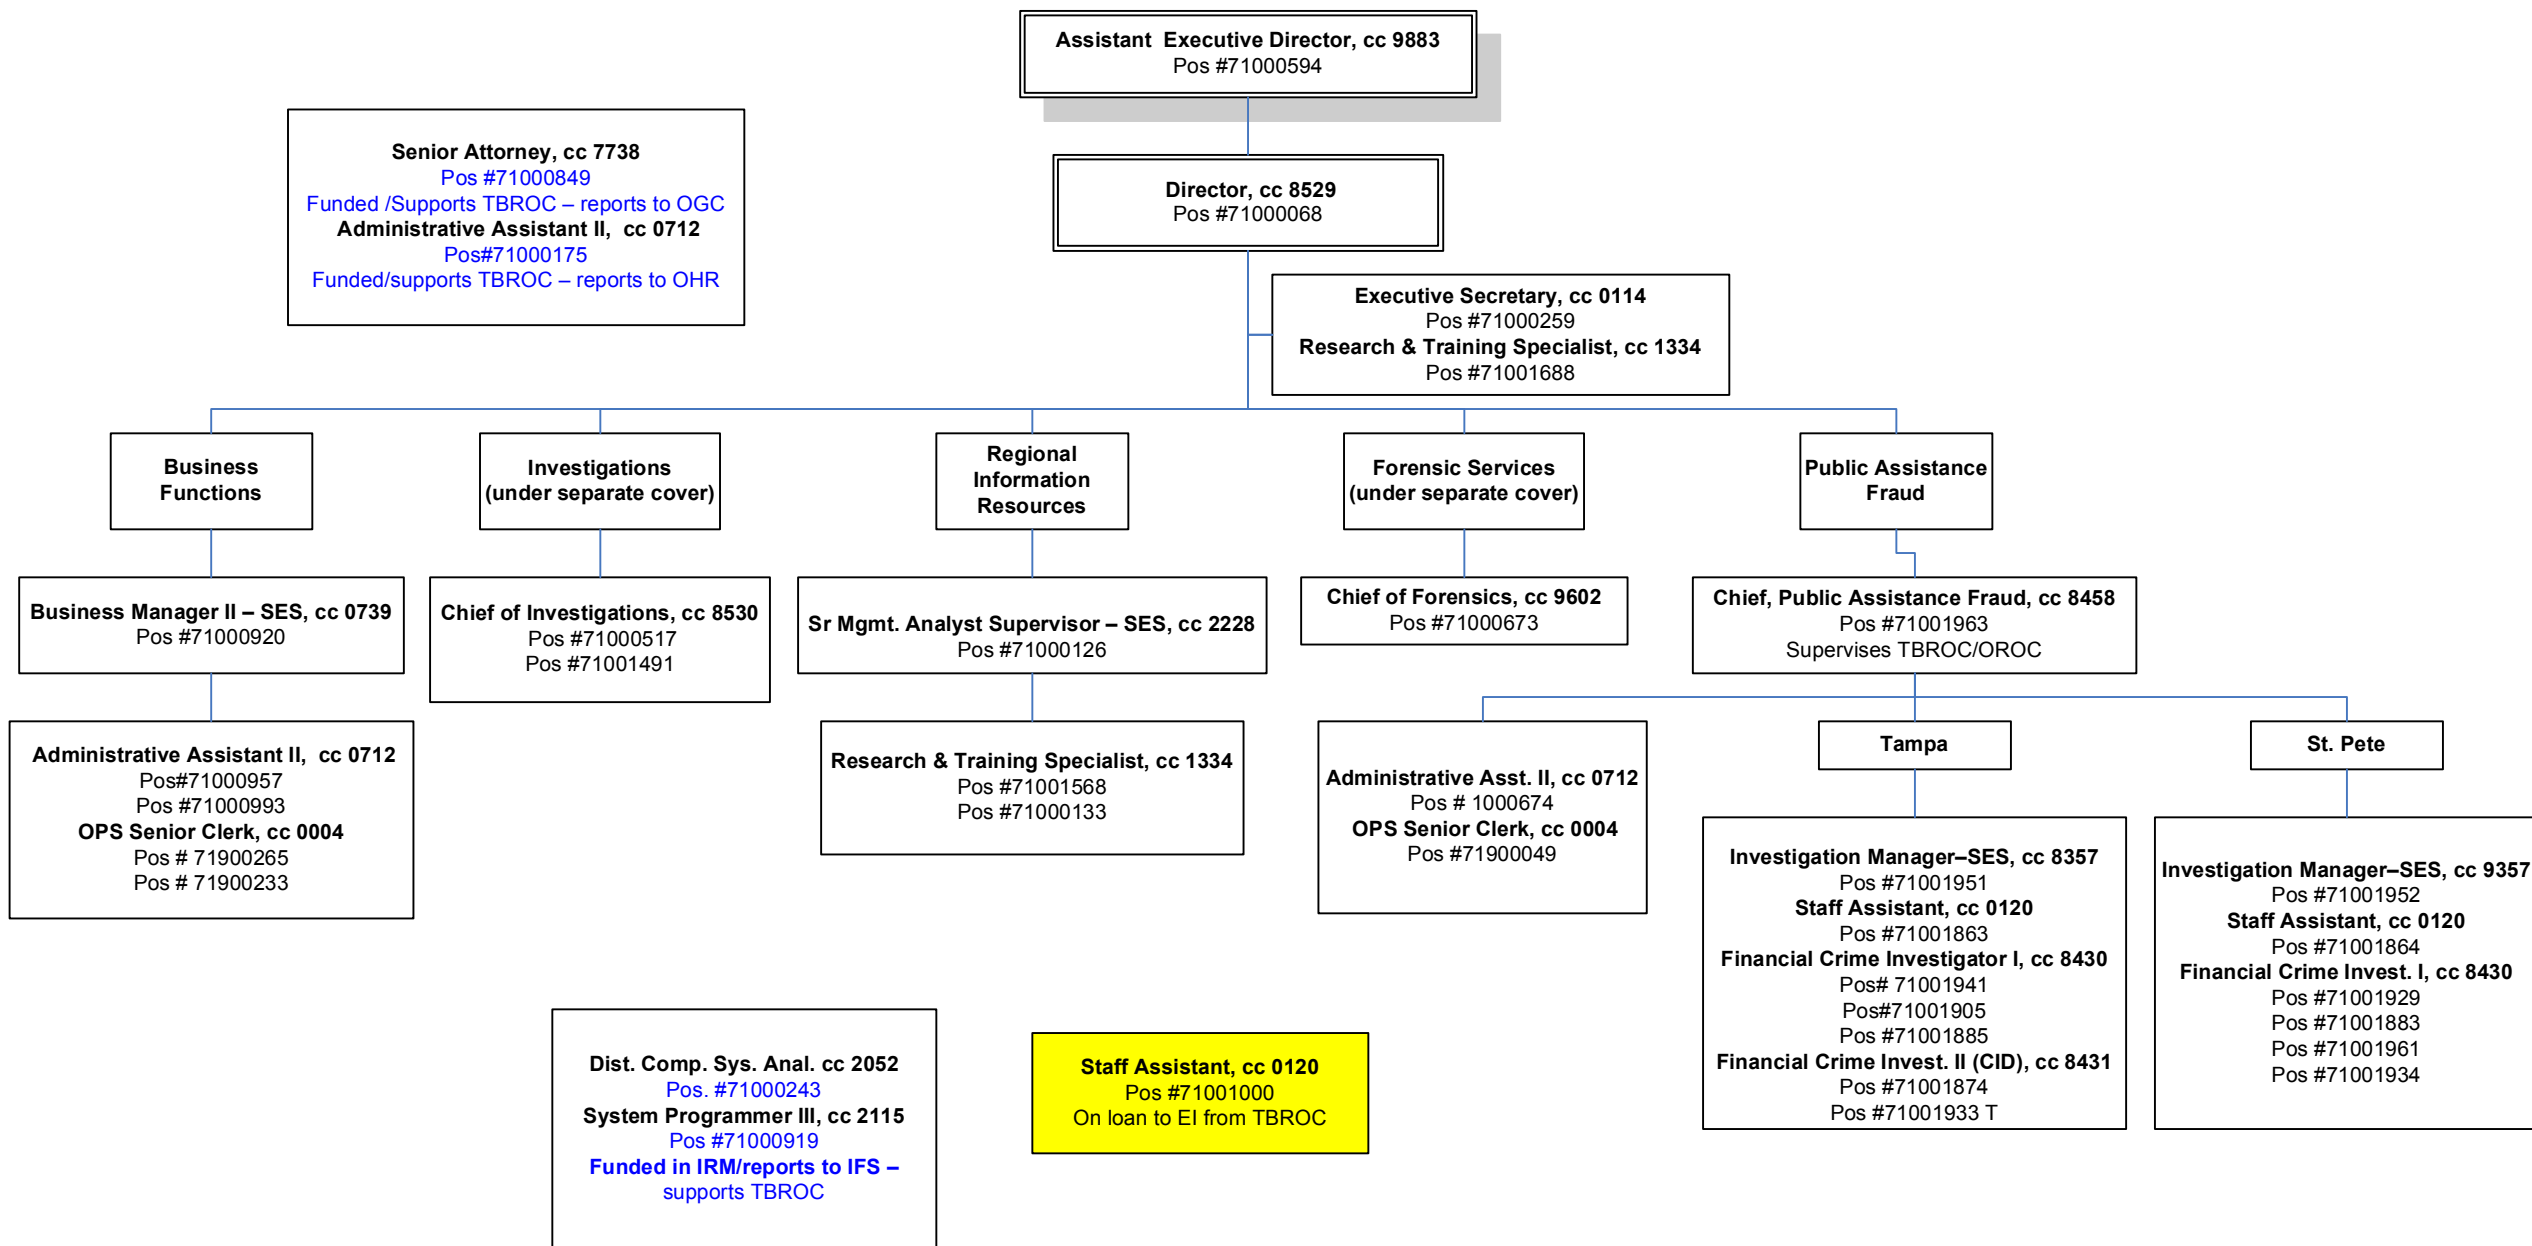 Assistant  Executive Director, cc 9883
Pos #71000594
Senior Attorney, cc 7738
Pos #71000849
Funded /Supports TBROC – reports to OGC
Administrative Assistant II,  cc 0712
Pos#71000175
Funded/supports TBROC – reports to OHR
Director, cc 8529
Pos #71000068
Executive Secretary, cc 0114
Pos #71000259
Research & Training Specialist, cc 1334
Pos #71001688
Business
Functions
Investigations
(under separate cover)
Regional
Information
Resources
Forensic Services
(under separate cover)
Public Assistance
Fraud
Business Manager II – SES, cc 0739
Pos #71000920
Chief of Investigations, cc 8530
Pos #71000517
Pos #71001491
Sr Mgmt. Analyst Supervisor – SES, cc 2228
Pos #71000126
Chief of Forensics, cc 9602
Pos #71000673
Chief, Public Assistance Fraud, cc 8458
Pos #71001963
Supervises TBROC/OROC
Administrative Assistant II,  cc 0712
Pos#71000957
Pos #71000993
OPS Senior Clerk, cc 0004
Pos # 71900265
Pos # 71900233
Research & Training Specialist, cc 1334
Pos #71001568
Pos #71000133
Administrative Asst. II, cc 0712
Pos # 1000674
OPS Senior Clerk, cc 0004
Pos #71900049
Tampa
Investigation Manager–SES, cc 8357
Pos #71001951
Staff Assistant, cc 0120
Pos #71001863
Financial Crime Investigator I, cc 8430
Pos# 71001941
Pos#71001905
Pos #71001885
Financial Crime Invest. II (CID), cc 8431
Pos #71001874
Pos #71001933 T
St. Pete
Investigation Manager–SES, cc 9357
Pos #71001952
Staff Assistant, cc 0120
Pos #71001864
Financial Crime Invest. I, cc 8430
Pos #71001929
Pos #71001883
Pos #71001961
Pos #71001934
Dist. Comp. Sys. Anal. cc 2052
Pos. #71000243
System Programmer III, cc 2115
Pos #71000919
Funded in IRM/reports to IFS –
supports TBROC
Staff Assistant, cc 0120
Pos #71001000
On loan to EI from TBROC